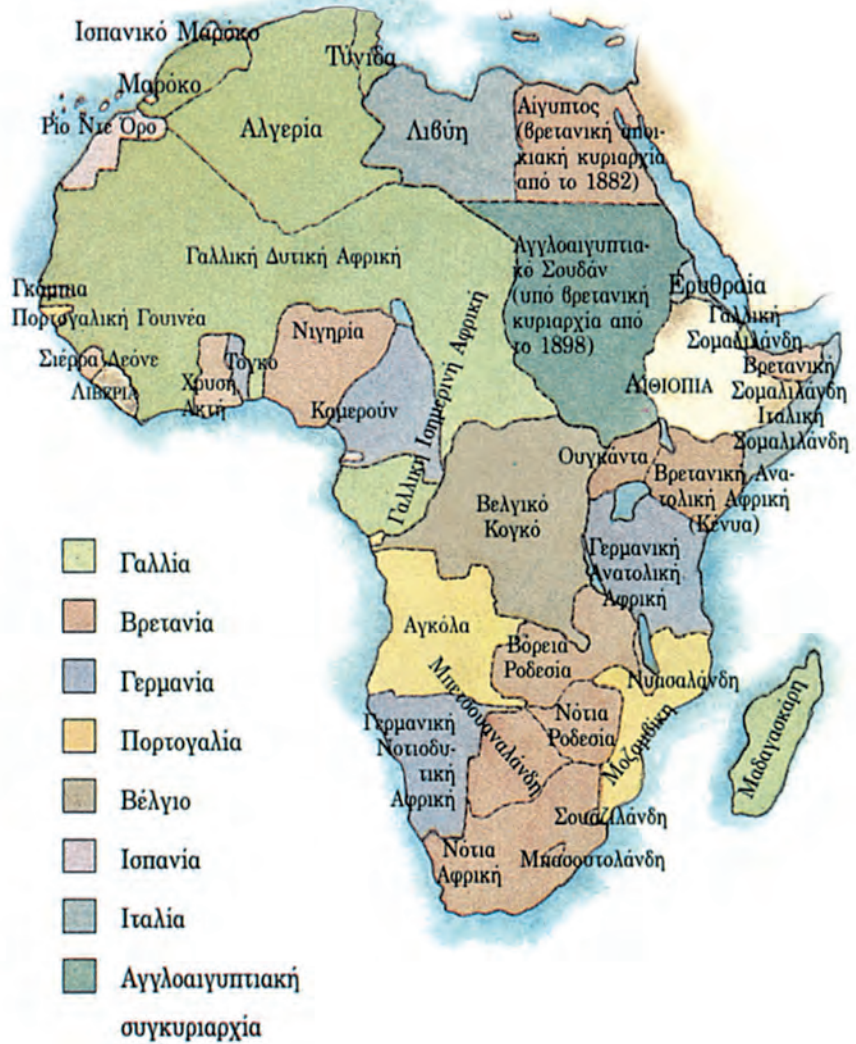 Ισπανικό Μαρόκο
Τύνιδα
Μαρόκο
Ρίο Ντε Όρο
Αλγερία
Λιβύη
Αίγυπτος
(βρετανική αποι-
κιακή κυριαρχία
από το 1882)
Γαλλική Δυτική Αφρική
Αγγλοαιγυπτια-
κό Σουδάν
(υπό βρετανική
κυριαρχία από
το 1898)
Ερυθραία
Γκάμπια
Πορτογαλική Γουινέα
Νιγηρία
Γαλλική
Σομαλιλάνδη
Σιέρρα Λεόνε
Τόγκο
Βρετανική
Σομαλιλάνδη
ΛΙΒΕΡΙΑ
Χρυσή
Ακτή
Καμερούν
Γαλλική Ισημερινή Αφρική
ΑΙΘΙΟΠΙΑ
Ιταλική
Σομαλιλάνδη
Ουγκάντα
Βρετανική Ανα-
τολική Αφρική
(Κένυα)
Βελγικό
Κογκό
Γερμανική
Ανατολική
Αφρική
Αγκόλα
Βόρεια
Ροδεσία
Νυασαλάνδη
Μπετσουαναλάνδη
Νότια
Ροδεσία
Μοζαμβίκη
Μαδαγασκάρη
Γερμανική
Νοτιοδυ-
τική
Αφρική
Σουαζιλάνδη
Νότια
Αφρική
Μπασουτολάνδη
Γαλλία
Βρετανία
Γερμανία
Πορτογαλία
Βέλγιο
Ισπανία
Ιταλία
Αγγλοαιγυπτιακή
συγκυριαρχία